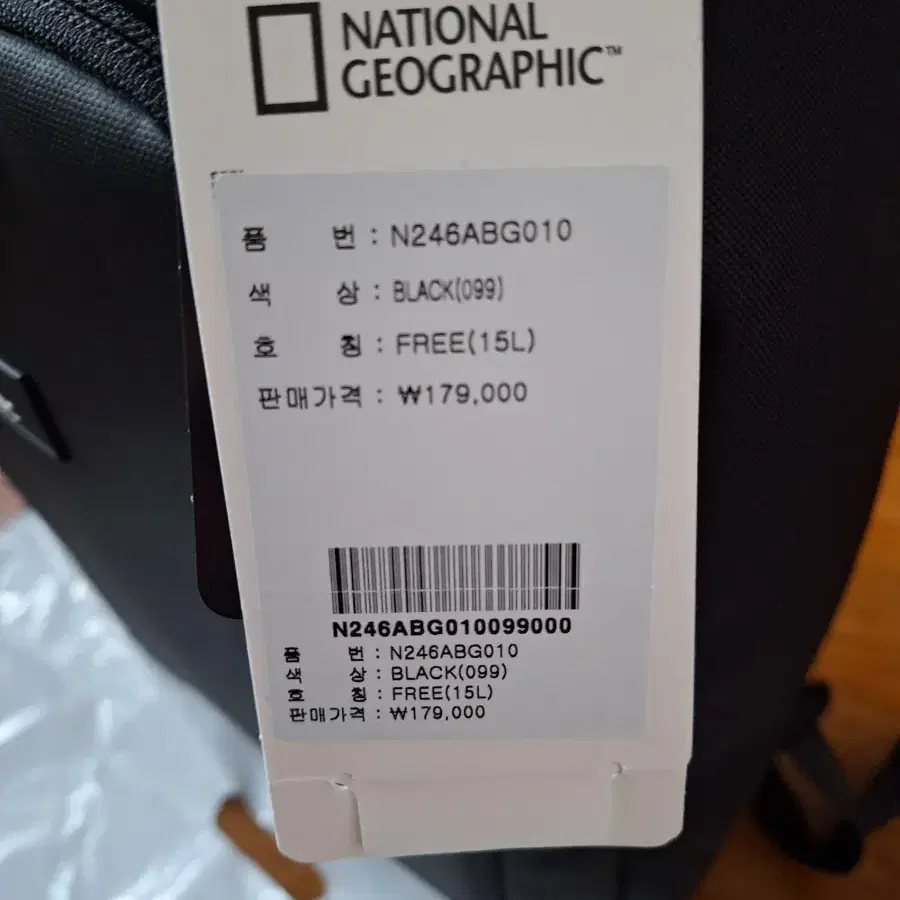 NATIONAL
GEOGRAPHIC™
품 번 : N246ABG010
색 상 : BLACK(099)
호 칭 : FREE(15L)
판매가격 : ₩179,000
N246ABG010099000
품 번 : N246ABG010
색 상 : BLACK(099)
호 칭 : FREE(15L)
판매가격 : ₩179,000